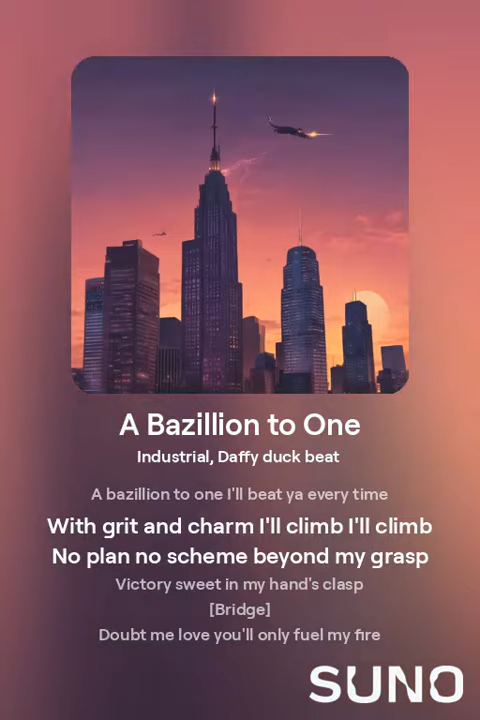 A Bazillion to One
Industrial, Daffy duck beat
A bazillion to one I'll beat ya every time
With grit and charm I'll climb I'll climb
No plan no scheme beyond my grasp
Victory sweet in my hand's clasp
[Bridge]
Doubt me love you'll only fuel my fire
SUNO